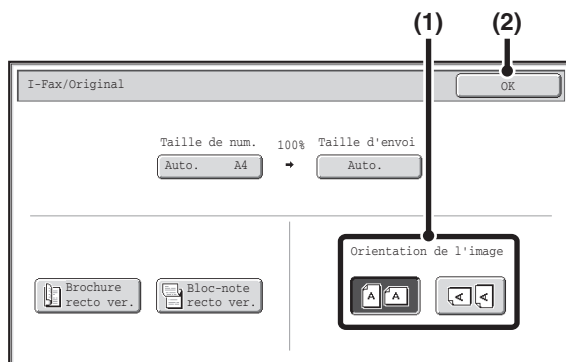 (1) (2)
I-Fax/Original OK
Taille de num. 100% Taille d'envoi
Auto. A4 → Auto.
Orientation de l'image
Brochure
recto ver.
Bloc-note
recto ver.
A A A A